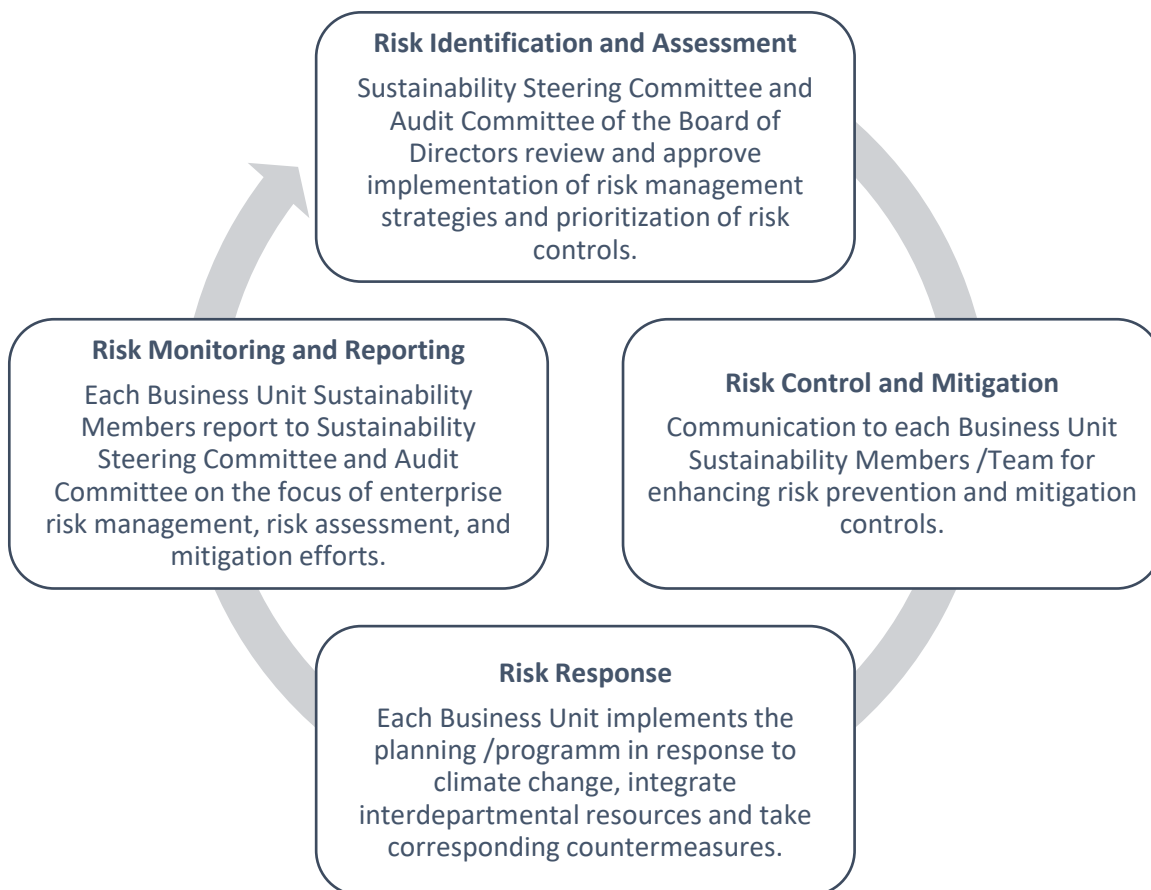 Risk Identification and Assessment
Sustainability Steering Committee and
Audit Committee of the Board of
Directors review and approve
implementation of risk management
strategies and prioritization of risk
controls.
Risk Control and Mitigation
Communication to each Business Unit
Sustainability Members /Team for
enhancing risk prevention and mitigation
controls.
Risk Response
Each Business Unit implements the
planning /programm in response to
climate change, integrate
interdepartmental resources and take
corresponding countermeasures.
Risk Monitoring and Reporting
Each Business Unit Sustainability
Members report to Sustainability
Steering Committee and Audit
Committee on the focus of enterprise
risk management, risk assessment, and
mitigation efforts.